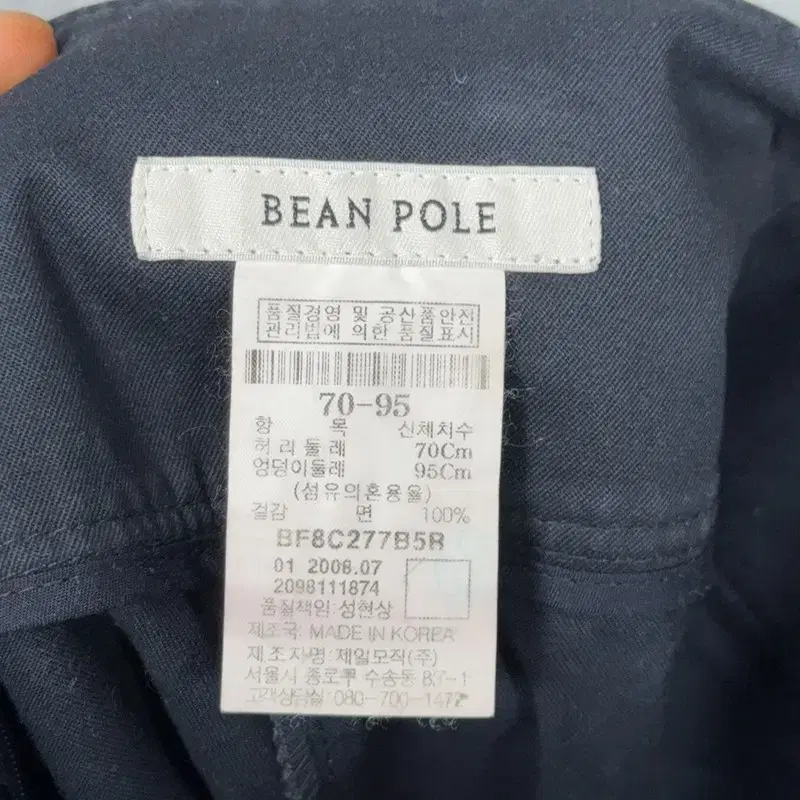 BEAN POLE
품질경영 및 공산품안전
관리법에 의한 품질표시
70-95
항 목 신체치수
허리둘레 70Cm
엉덩이둘레 95Cm
(섬유의혼용율)
겉감 면 100%
BF8C277B5R
01 2008.07
2098111874
품질책임 성현상
제조국: MADE IN KOREA
제조자명: 제일모직(주)
서울시 종로구 수송동 87-1
고객상담실: 080-700-1472